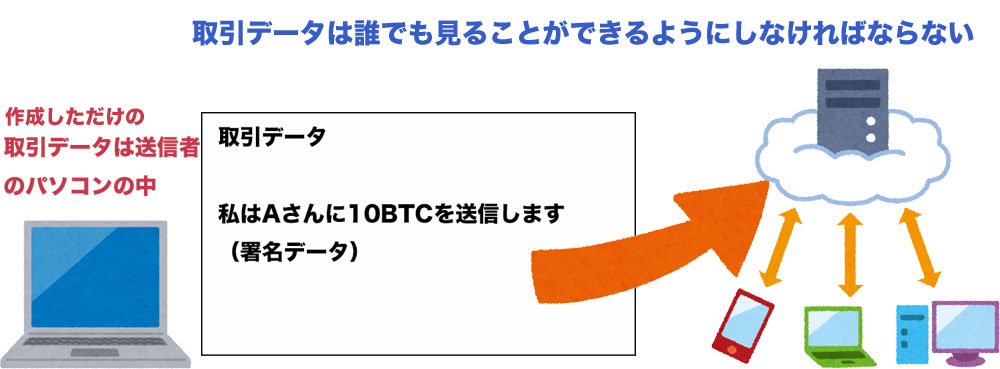 取引データは誰でも見ることができるようにしなければならない
作成しただけの
取引データは送信者
のパソコンの中
取引データ
私はAさんに10BTCを送信します
（署名データ）